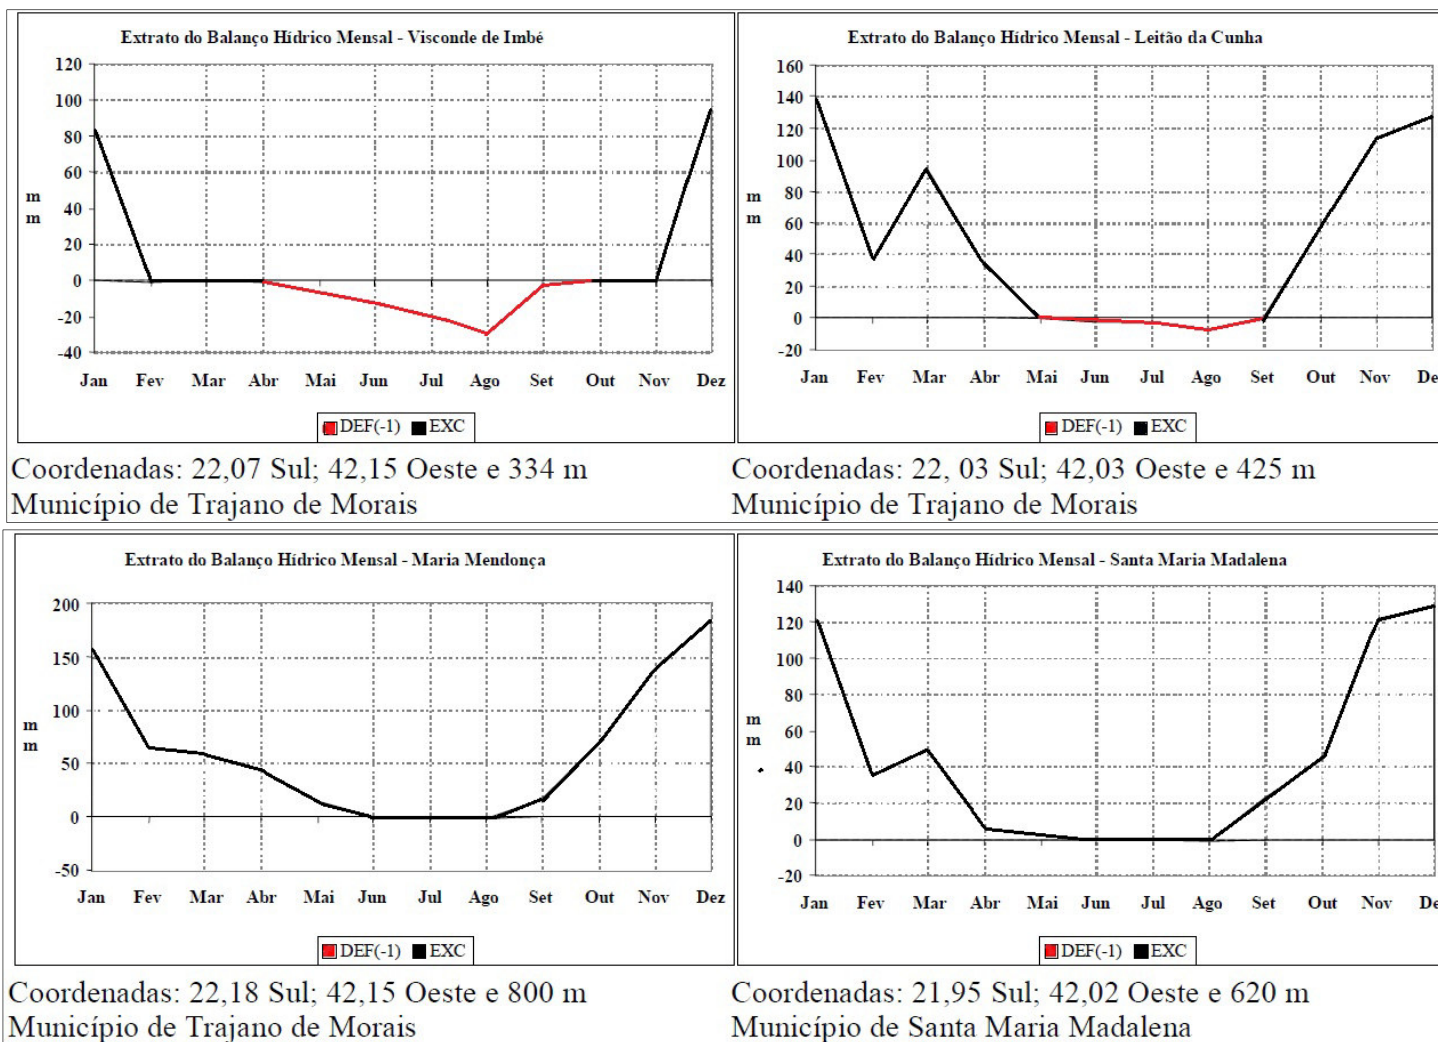 Extrato do Balanço Hídrico Mensal - Visconde de Imbé
120
100
80
60
40
20
0
-20
-40
m
m
Jan Fev Mar Abr Mai Jun Jul Ago Set Out Nov Dez
DEF(-1) EXC
Coordenadas: 22,07 Sul; 42,15 Oeste e 334 m
Município de Trajano de Morais
Extrato do Balanço Hídrico Mensal - Leitão da Cunha
160
140
120
100
80
60
40
20
0
-20
m
m
Jan Fev Mar Abr Mai Jun Jul Ago Set Out Nov De
DEF(-1) EXC
Coordenadas: 22, 03 Sul; 42,03 Oeste e 425 m
Município de Trajano de Morais
Extrato do Balanço Hídrico Mensal - Maria Mendonça
200
150
100
50
0
-50
m
m
Jan Fev Mar Abr Mai Jun Jul Ago Set Out Nov Dez
DEF(-1) EXC
Coordenadas: 22,18 Sul; 42,15 Oeste e 800 m
Município de Trajano de Morais
Extrato do Balanço Hídrico Mensal - Santa Maria Madalena
140
120
100
80
60
40
20
0
-20
m
m
Jan Fev Mar Abr Mai Jun Jul Ago Set Out Nov De
DEF(-1) EXC
Coordenadas: 21,95 Sul; 42,02 Oeste e 620 m
Município de Santa Maria Madalena